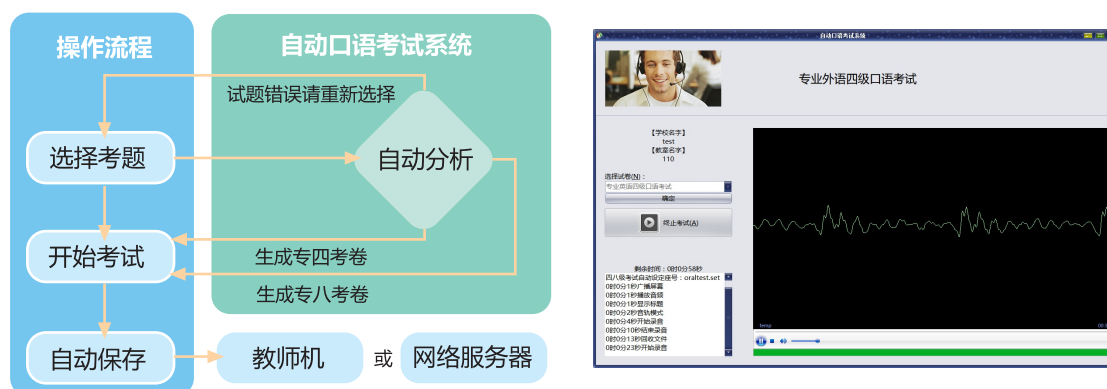 操作流程
自动口语考试系统
试题错误请重新选择
选择考题
自动分析
开始考试
生成专四考卷
生成专八考卷
自动保存
教师机
或
网络服务器
自动口语考试系统
专业外语四级口语考试
【学校名字】
test
【教室名字】
110
选择试卷(N)：
专业英语四级口语考试
确定
终止考试(A)
剩余时间：0时0分58秒
四八级考试自动设定座号：oraltest.set
0时0分1秒广播屏幕
0时0分1秒播放音频
0时0分1秒显示标题
0时0分2秒音轨模式
0时0分4秒开始录音
0时0分10秒结束录音
0时0分13秒回收文件
0时0分23秒开始录音
temp